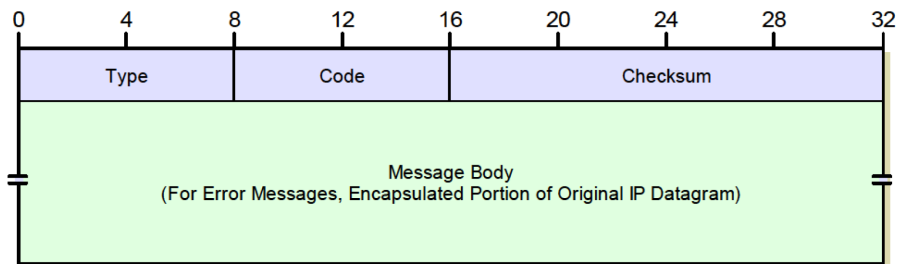 0 4 8 12 16 20 24 28 32
Type Code Checksum
Message Body
(For Error Messages, Encapsulated Portion of Original IP Datagram)